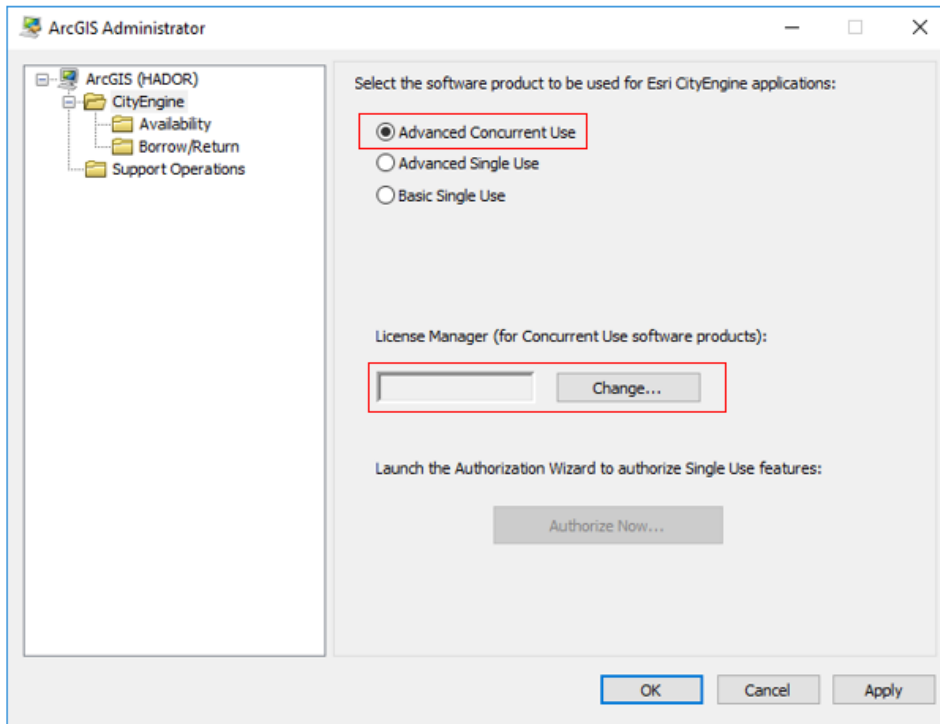 ArcGIS Administrator
ArcGIS (HADOR)
CityEngine
Availability
Borrow/Return
Support Operations
Select the software product to be used for Esri CityEngine applications:
Advanced Concurrent Use
Advanced Single Use
Basic Single Use
License Manager (for Concurrent Use software products):
Change...
Launch the Authorization Wizard to authorize Single Use features:
Authorize Now...
OK Cancel Apply